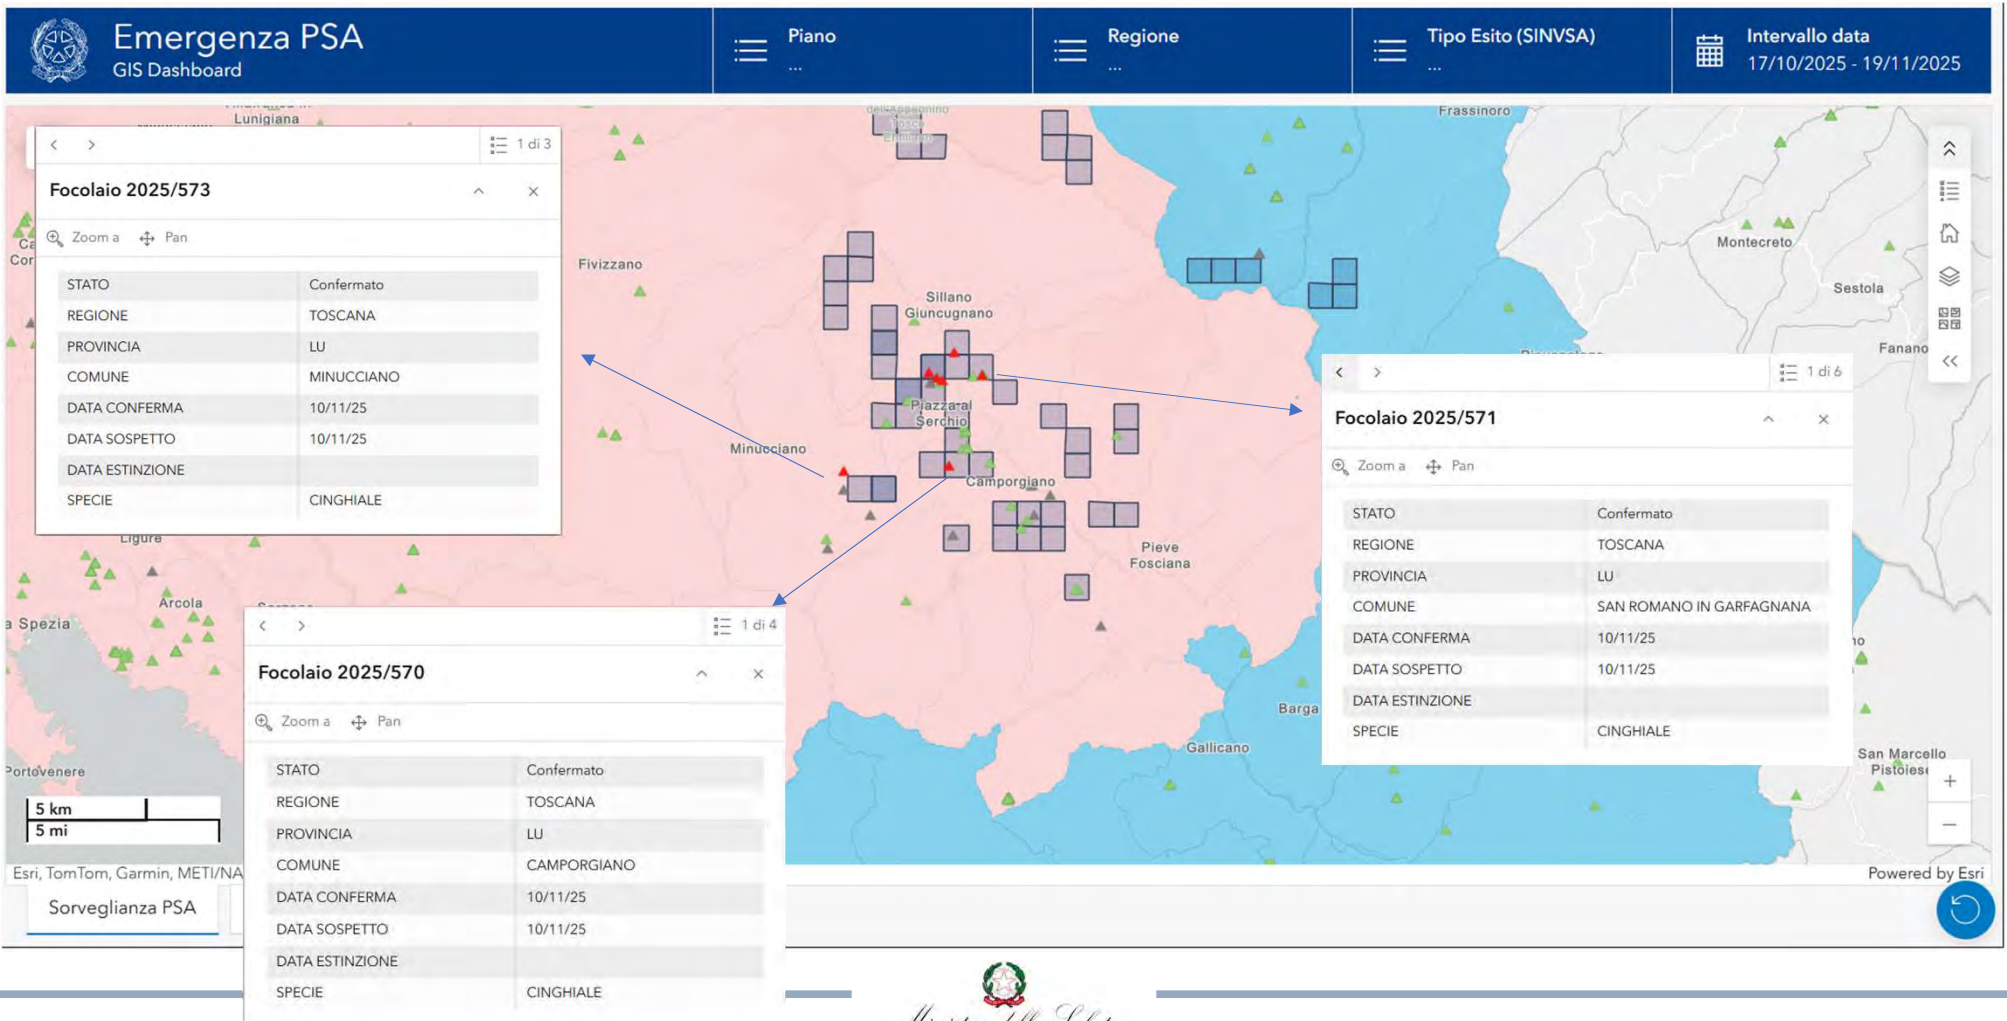 Emergenza PSA
GIS Dashboard
Piano
...
Regione
...
Tipo Esito (SINVSA)
...
Intervallo data
17/10/2025 - 19/11/2025
Lunigiana
dell'Appennino
Tosco
Emiliano
Frassinoro
Fivizzano
Sillano
Giuncugnano
Montecreto
Sestola
Fanano
Piazza al
Serchio
Minucciano
Camporgiano
Pieve
Fosciana
Ligure
Arcola
a Spezia
Portovenere
Barga
Gallicano
San Marcello
Pistoiese
1 di 3
Focolaio 2025/573
Zoom a Pan
STATO Confermato
REGIONE TOSCANA
PROVINCIA LU
COMUNE MINUCCIANO
DATA CONFERMA 10/11/25
DATA SOSPETTO 10/11/25
DATA ESTINZIONE
SPECIE CINGHIALE
1 di 6
Focolaio 2025/571
Zoom a Pan
STATO Confermato
REGIONE TOSCANA
PROVINCIA LU
COMUNE SAN ROMANO IN GARFAGNANA
DATA CONFERMA 10/11/25
DATA SOSPETTO 10/11/25
DATA ESTINZIONE
SPECIE CINGHIALE
1 di 4
Focolaio 2025/570
Zoom a Pan
STATO Confermato
REGIONE TOSCANA
PROVINCIA LU
COMUNE CAMPORGIANO
DATA CONFERMA 10/11/25
DATA SOSPETTO 10/11/25
DATA ESTINZIONE
SPECIE CINGHIALE
5 km
5 mi
Esri, TomTom, Garmin, METI/NA
Powered by Esri
Sorveglianza PSA